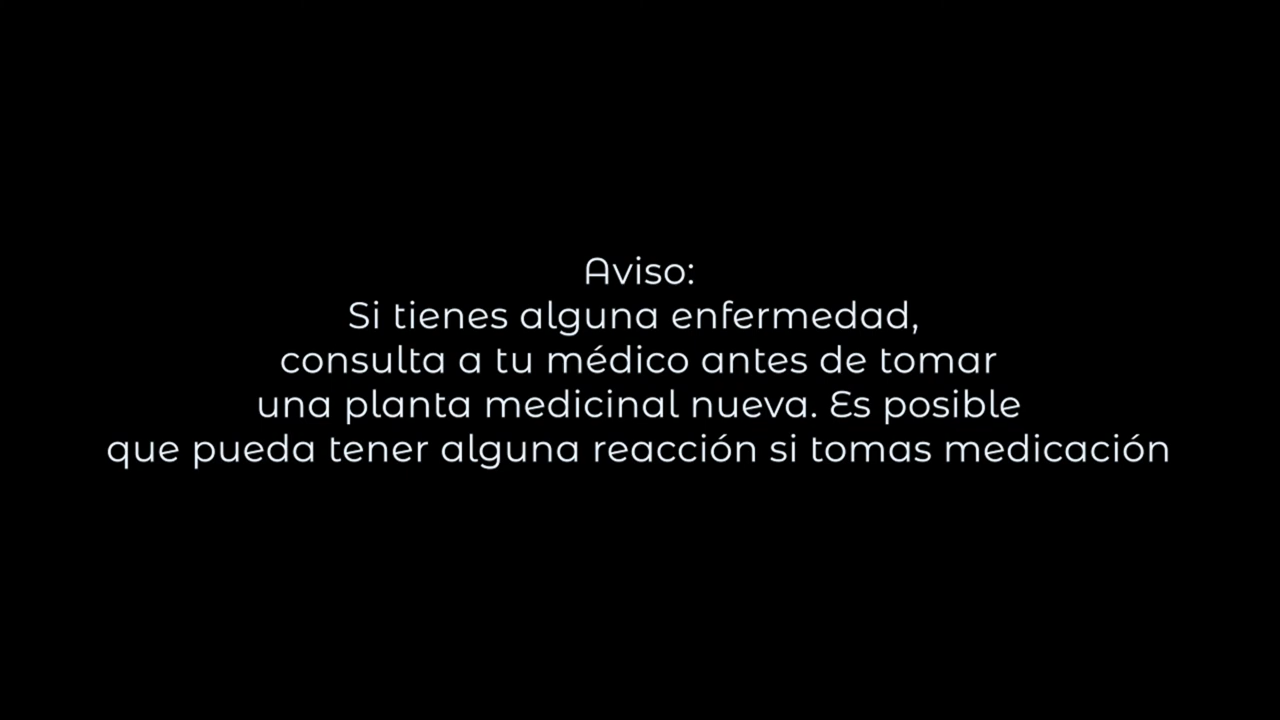 Aviso:
Si tienes alguna enfermedad,
consulta a tu médico antes de tomar
una planta medicinal nueva. Es posible
que pueda tener alguna reacción si tomas medicación